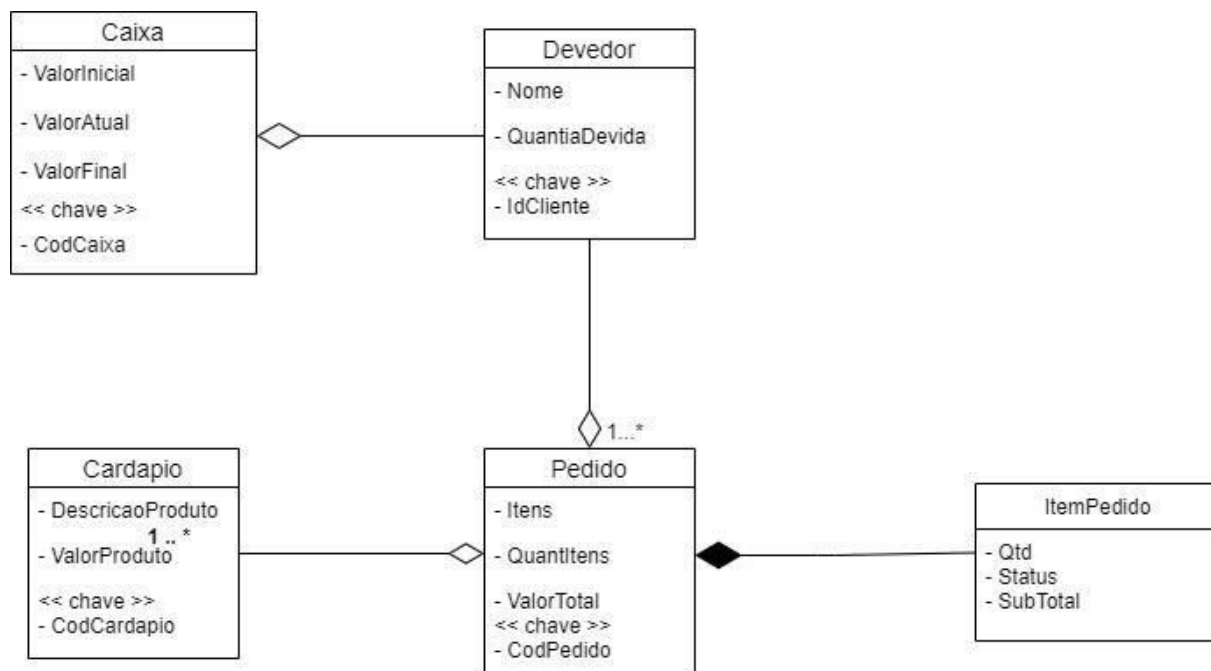 Caixa
- ValorInicial
- ValorAtual
- ValorFinal
<< chave >>
- CodCaixa
Devedor
- Nome
- QuantiaDevida
<< chave >>
- IdCliente
1...*
Cardapio
- DescricaoProduto
1 .. *
- ValorProduto
<< chave >>
- CodCardapio
Pedido
- Itens
- QuantItens
- ValorTotal
<< chave >>
- CodPedido
ItemPedido
- Qtd
- Status
- SubTotal